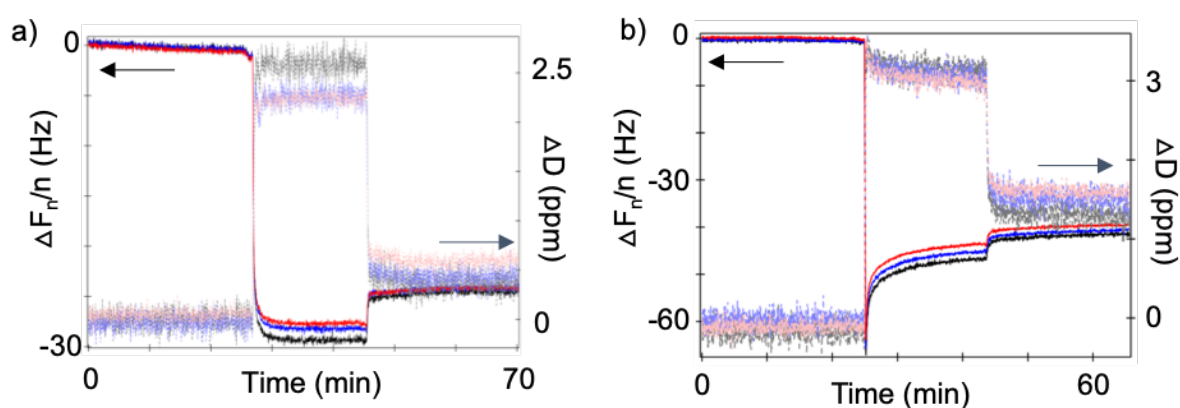 a)
0
-30
ΔFn/n (Hz)
2.5
0
ΔD (ppm)
0
Time (min)
70
b)
0
-30
-60
ΔFn/n (Hz)
3
0
ΔD (ppm)
0
Time (min)
60